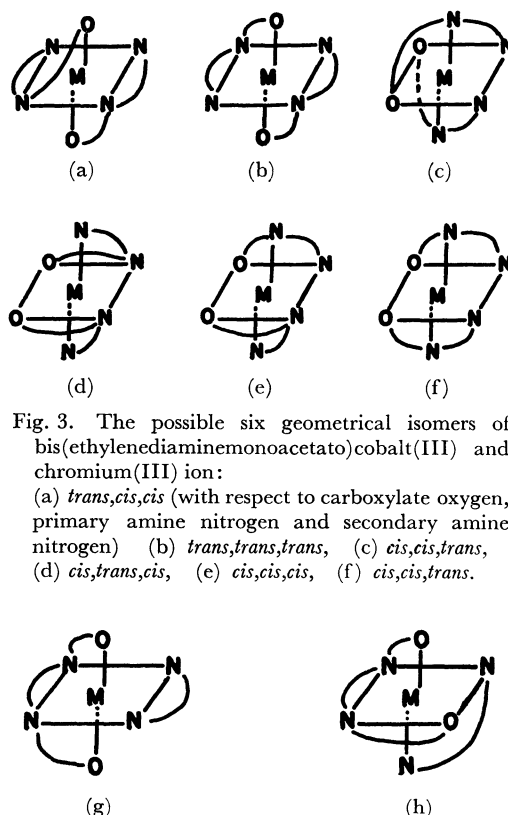 O
N N
M
N N
O
(a)
O
N N
M
N N
O
(b)
N
O N
M
O N
N
(c)
N
O N
M
O N
N
(d)
N
O N
M
O N
N
(e)
N
O N
M
O N
N
(f)
Fig. 3. The possible six geometrical isomers of
bis(ethylenediaminemonoacetato)cobalt(III) and
chromium(III) ion:
(a) trans,cis,cis (with respect to carboxylate oxygen,
primary amine nitrogen and secondary amine
nitrogen) (b) trans,trans,trans, (c) cis,cis,trans,
(d) cis,trans,cis, (e) cis,cis,cis, (f) cis,cis,trans.
O
N N
M
N N
O
(g)
O
N N
M
N O
N
(h)